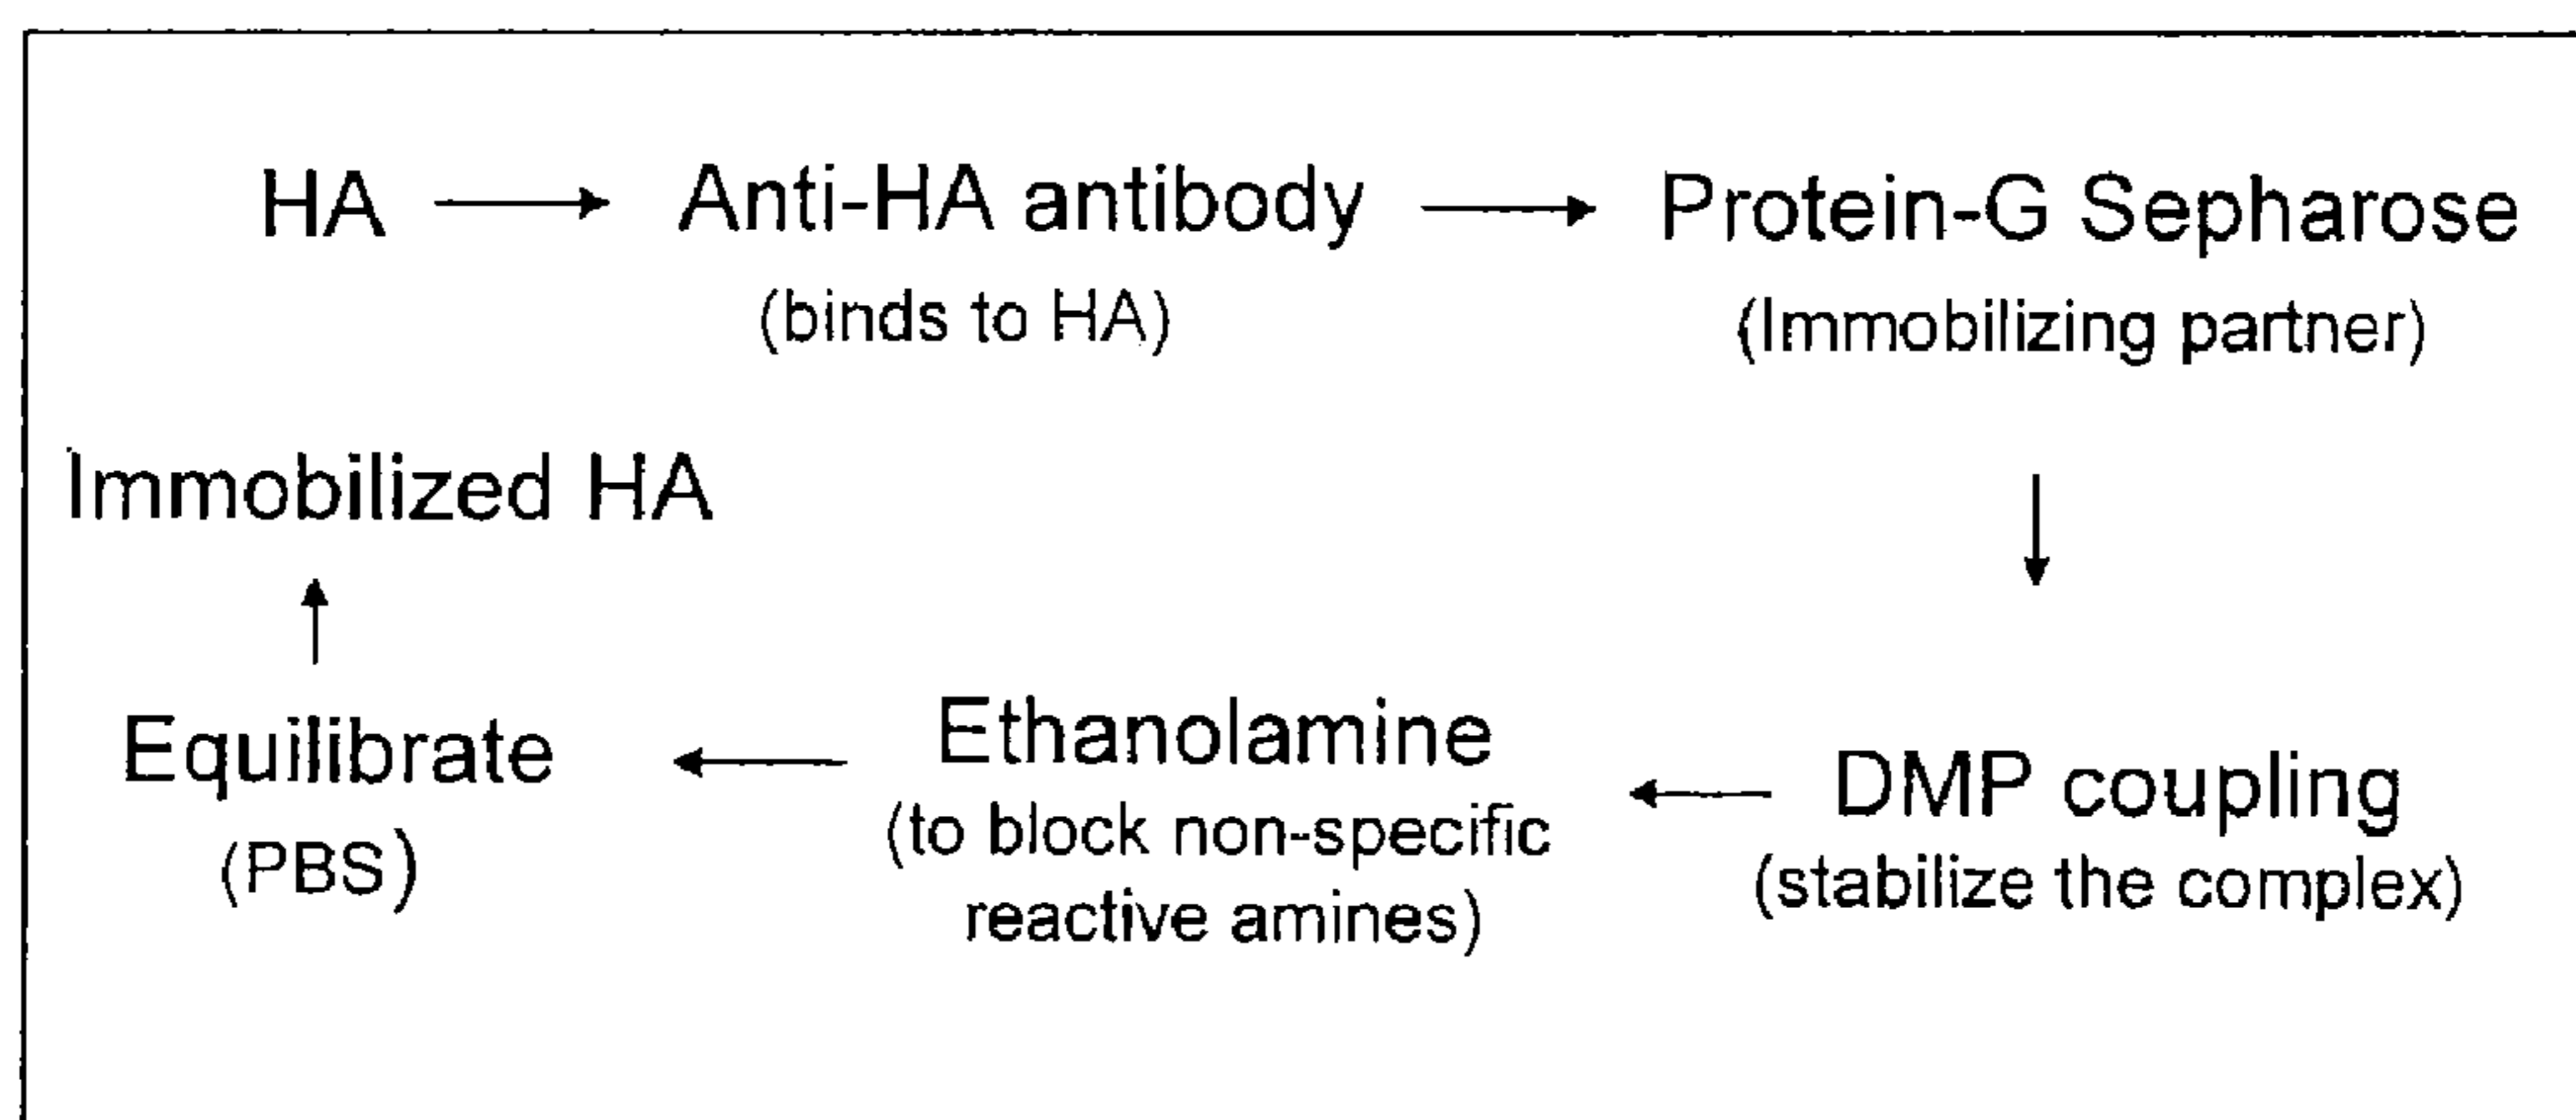 HA → Anti-HA antibody → Protein-G Sepharose
(binds to HA) (Immobilizing partner)
Immobilized HA
Ethanolamine
Equilibrate DMP coupling
(to block non-specific
(PBS) (stabilize the complex)
reactive amines)